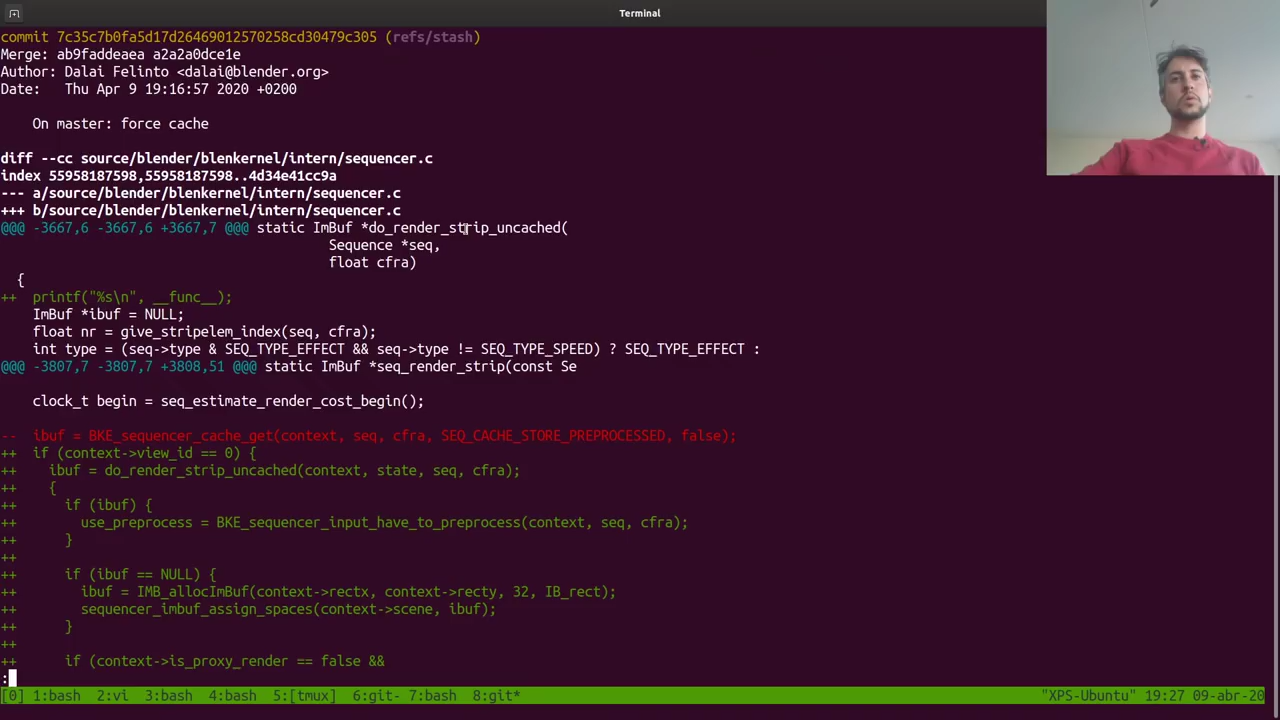 Terminal
commit 7c35c7b0fa5d17d26469012570258cd30479c305 (refs/stash)
Merge: ab9faddeaea a2a2a0dce1e
Author: Dalai Felinto <dalai@blender.org>
Date:   Thu Apr 9 19:16:57 2020 +0200
    On master: force cache
diff --cc source/blender/blenkernel/intern/sequencer.c
index 55958187598,55958187598..4d34e41cc9a
--- a/source/blender/blenkernel/intern/sequencer.c
+++ b/source/blender/blenkernel/intern/sequencer.c
@@@ -3667,6 -3667,6 +3667,7 @@@ static ImBuf *do_render_strip_uncached(
                                         Sequence *seq,
                                         float cfra)
  {
++  printf("%s\n", __func__);
    ImBuf *ibuf = NULL;
    float nr = give_stripelem_index(seq, cfra);
    int type = (seq->type & SEQ_TYPE_EFFECT && seq->type != SEQ_TYPE_SPEED) ? SEQ_TYPE_EFFECT :
@@@ -3807,7 -3807,7 +3808,51 @@@ static ImBuf *seq_render_strip(const Se
    clock_t begin = seq_estimate_render_cost_begin();
--  ibuf = BKE_sequencer_cache_get(context, seq, cfra, SEQ_CACHE_STORE_PREPROCESSED, false);
++  if (context->view_id == 0) {
++    ibuf = do_render_strip_uncached(context, state, seq, cfra);
++    {
++      if (ibuf) {
++        use_preprocess = BKE_sequencer_input_have_to_preprocess(context, seq, cfra);
++      }
++
++      if (ibuf == NULL) {
++        ibuf = IMB_allocImBuf(context->rectx, context->recty, 32, IB_rect);
++        sequencer_imbuf_assign_spaces(context->scene, ibuf);
++      }
++
++      if (context->is_proxy_render == false &&
:
[0] 1:bash  2:vi  3:bash  4:bash  5:[tmux]  6:git- 7:bash  8:git* "XPS-Ubuntu" 19:27 09-abr-20